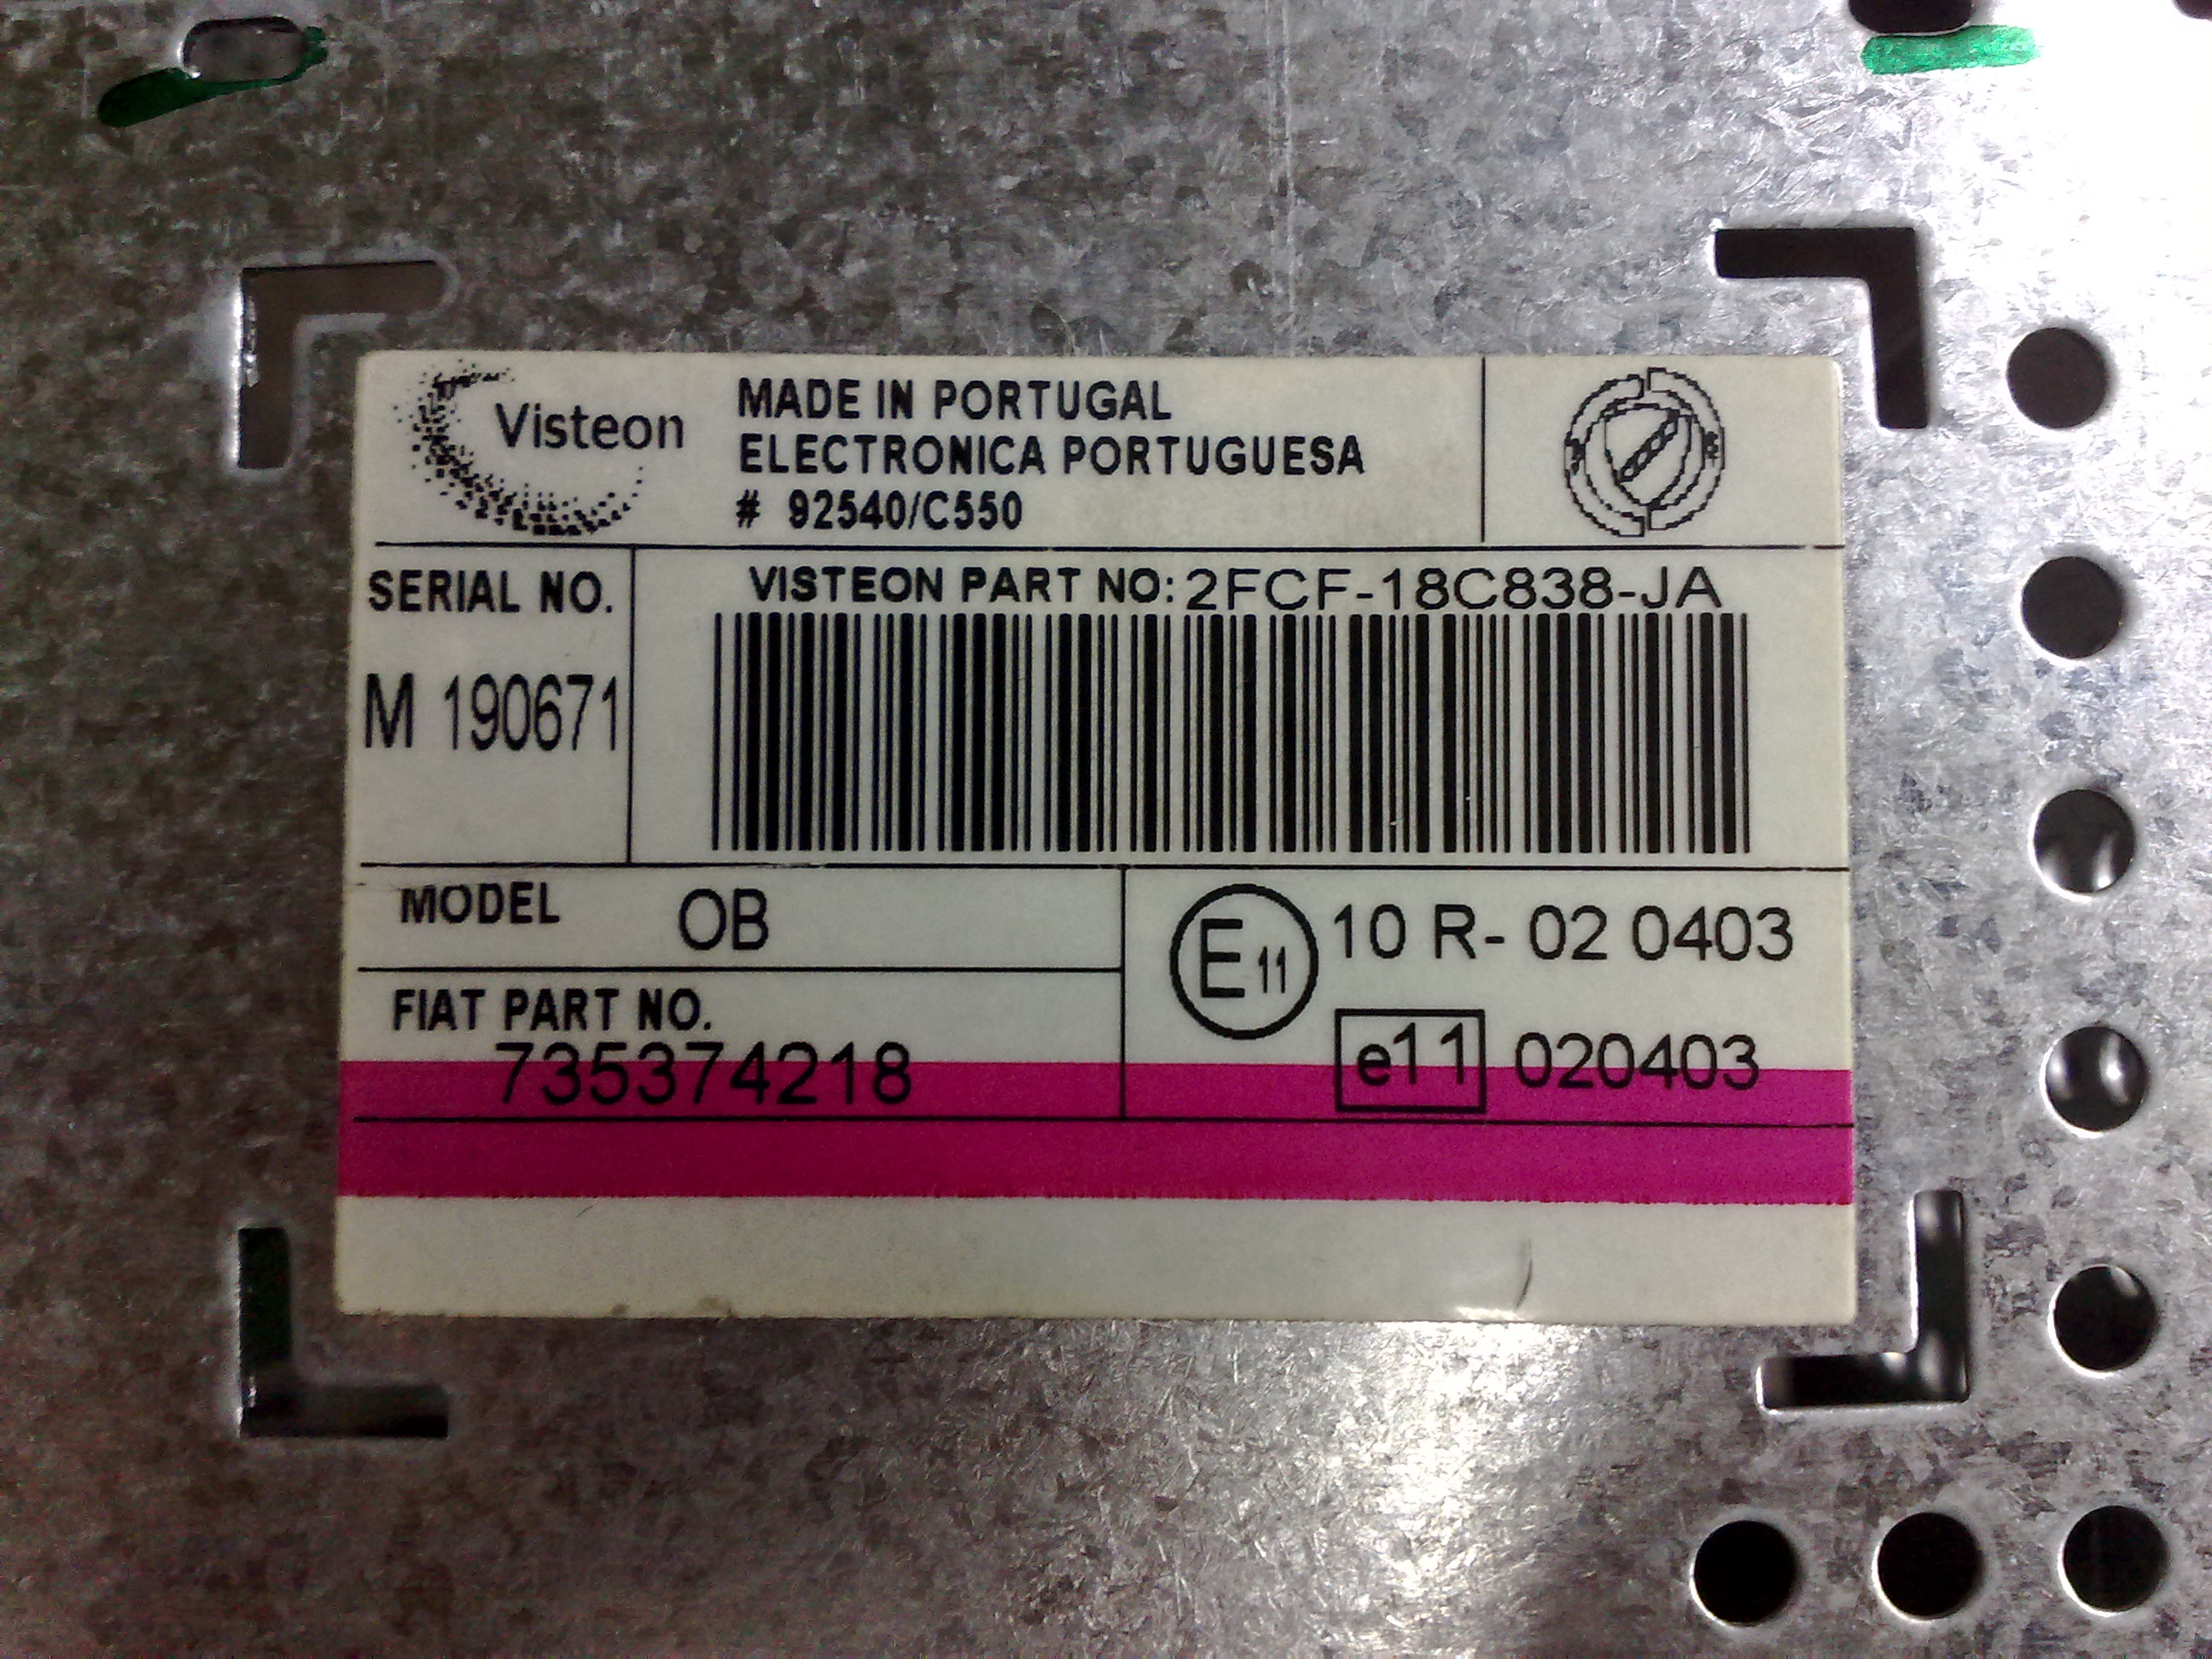 Visteon
MADE IN PORTUGAL
ELECTRONICA PORTUGUESA
# 92540/C550
SERIAL NO.
M 190671
VISTEON PART NO: 2FCF-18C838-JA
MODEL OB
FIAT PART NO.
735374218
E11 10 R- 02 0403
e11 020403